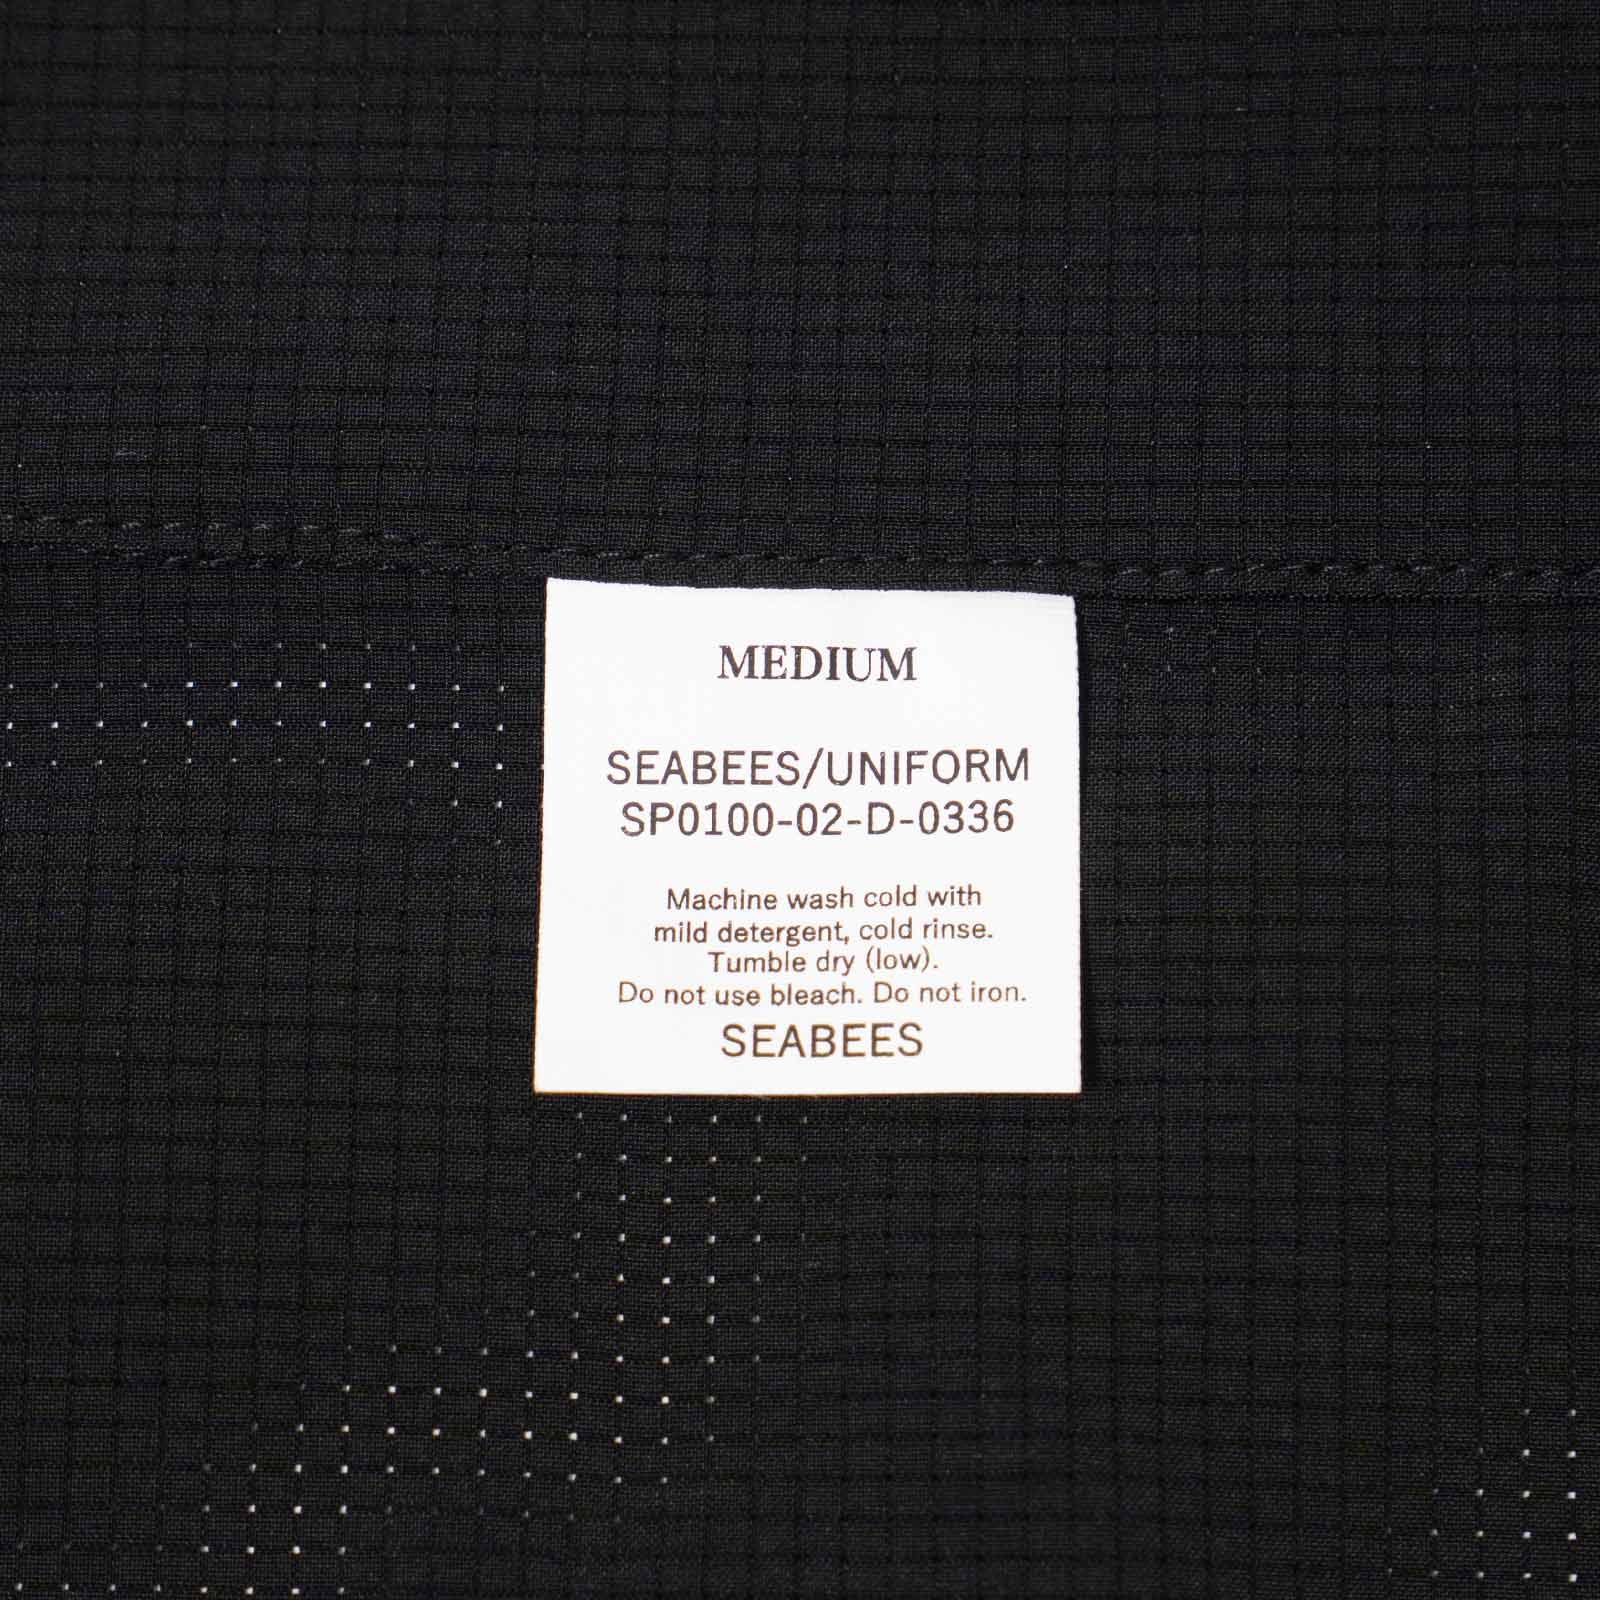 MEDIUM
SEABEES/UNIFORM
SP0100-02-D-0336
Machine wash cold with
mild detergent, cold rinse.
Tumble dry (low).
Do not use bleach. Do not iron.
SEABEES